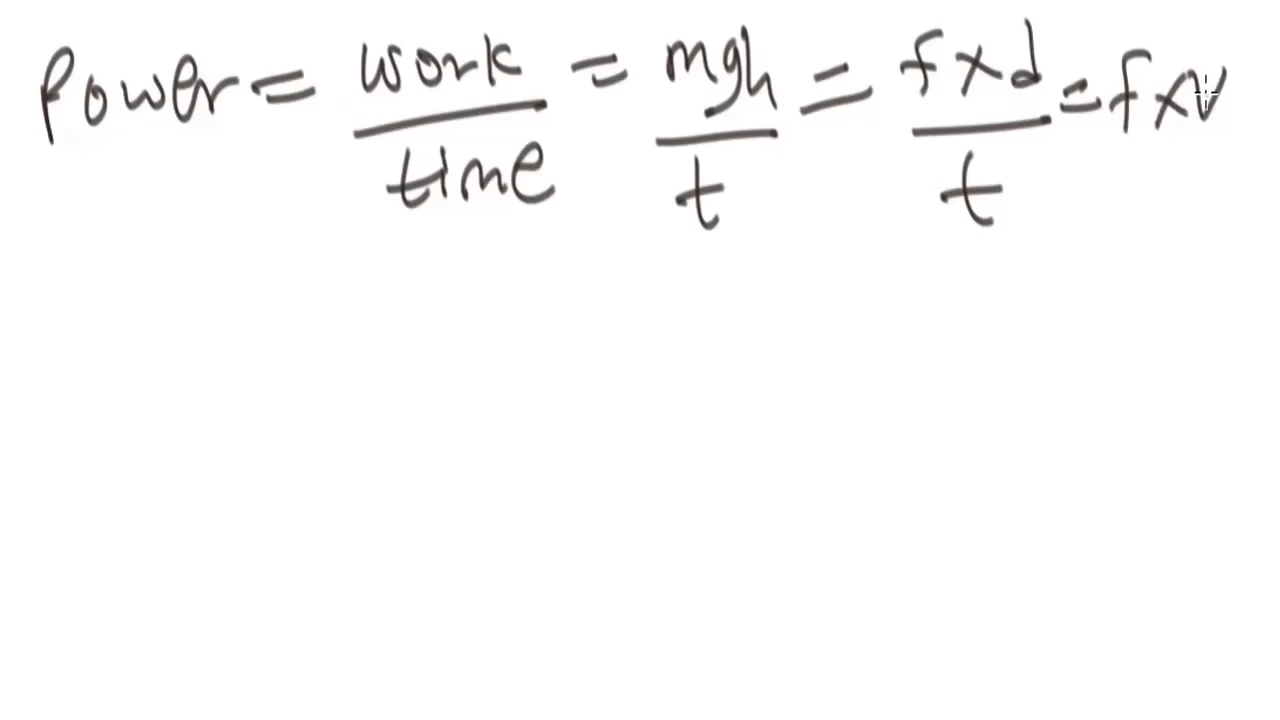 Power = work/time = mgh/t = f x d/t = f x v